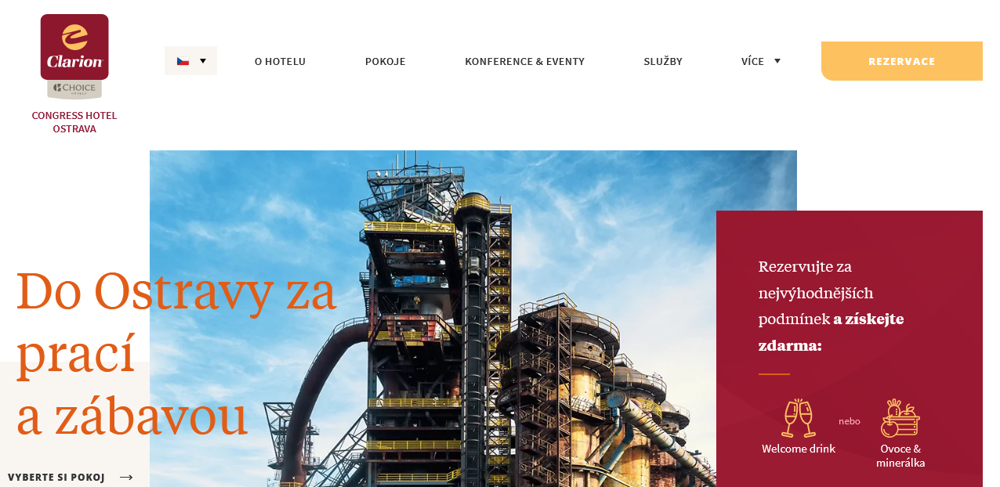 Clarion
CHOICE
HOTELS
CONGRESS HOTEL
OSTRAVA
O HOTELU
POKOJE
KONFERENCE & EVENTY
SLUŽBY
VÍCE
REZERVACE
Do Ostravy za
prací
a zábavou
VYBERTE SI POKOJ
Rezervujte za
nejvýhodnějších
podmínek a získejte
zdarma:
Welcome drink
nebo
Ovoce &
minerálka